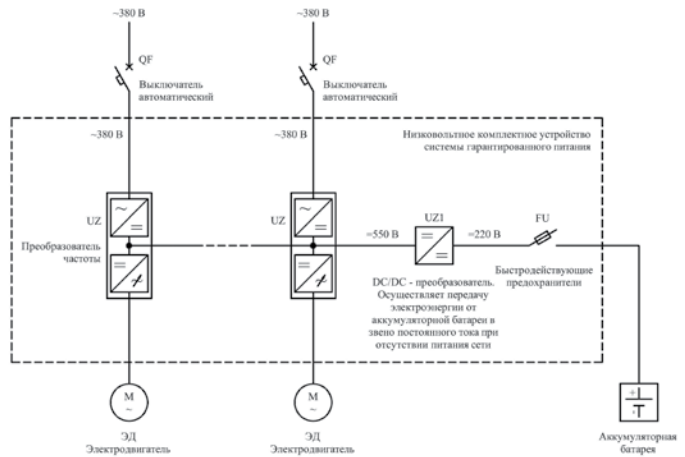 ~380 В
~380 В
QF
QF
Выключатель
автоматический
Выключатель
автоматический
~380 В
~380 В
Низковольтное комплектное устройство
системы гарантированного питания
UZ
UZ
=550 В
UZ1
=220 В
FU
Преобразователь
частоты
Быстродействующие
предохранители
DC/DC - преобразователь.
Осуществляет передачу
электроэнергии от
аккумуляторной батареи в
звено постоянного тока при
отсутствии питания сети
М
~
М
~
ЭД
Электродвигатель
ЭД
Электродвигатель
Аккумуляторная
батарея